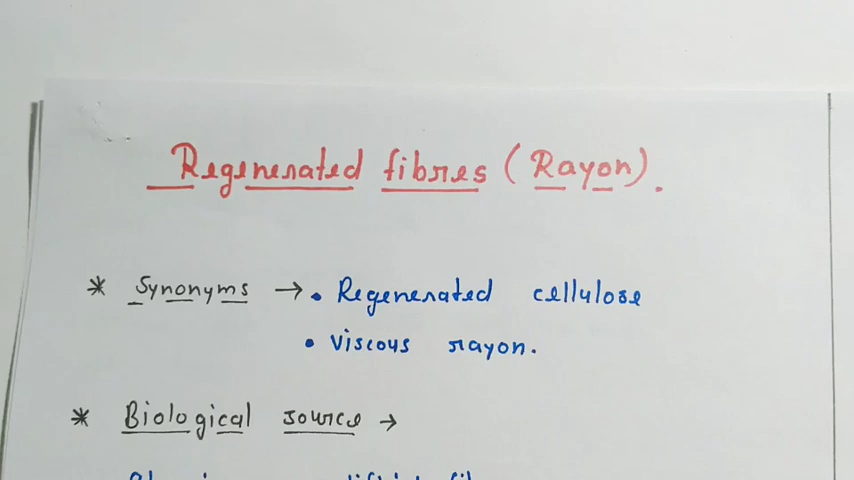 Regenerated fibres (Rayon).
* Synonyms → • Regenerated cellulose
• Viscous rayon.
* Biological source →